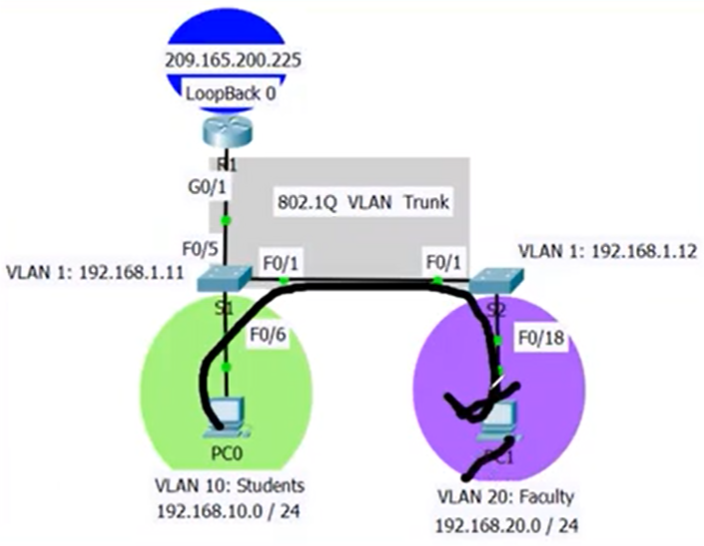 209.165.200.225
LoopBack 0
R1
G0/1
802.1Q VLAN Trunk
F0/5
F0/1
F0/1
VLAN 1: 192.168.1.12
VLAN 1: 192.168.1.11
S1
S2
F0/6
F0/18
PC0
PC1
VLAN 10: Students
192.168.10.0 / 24
VLAN 20: Faculty
192.168.20.0 / 24